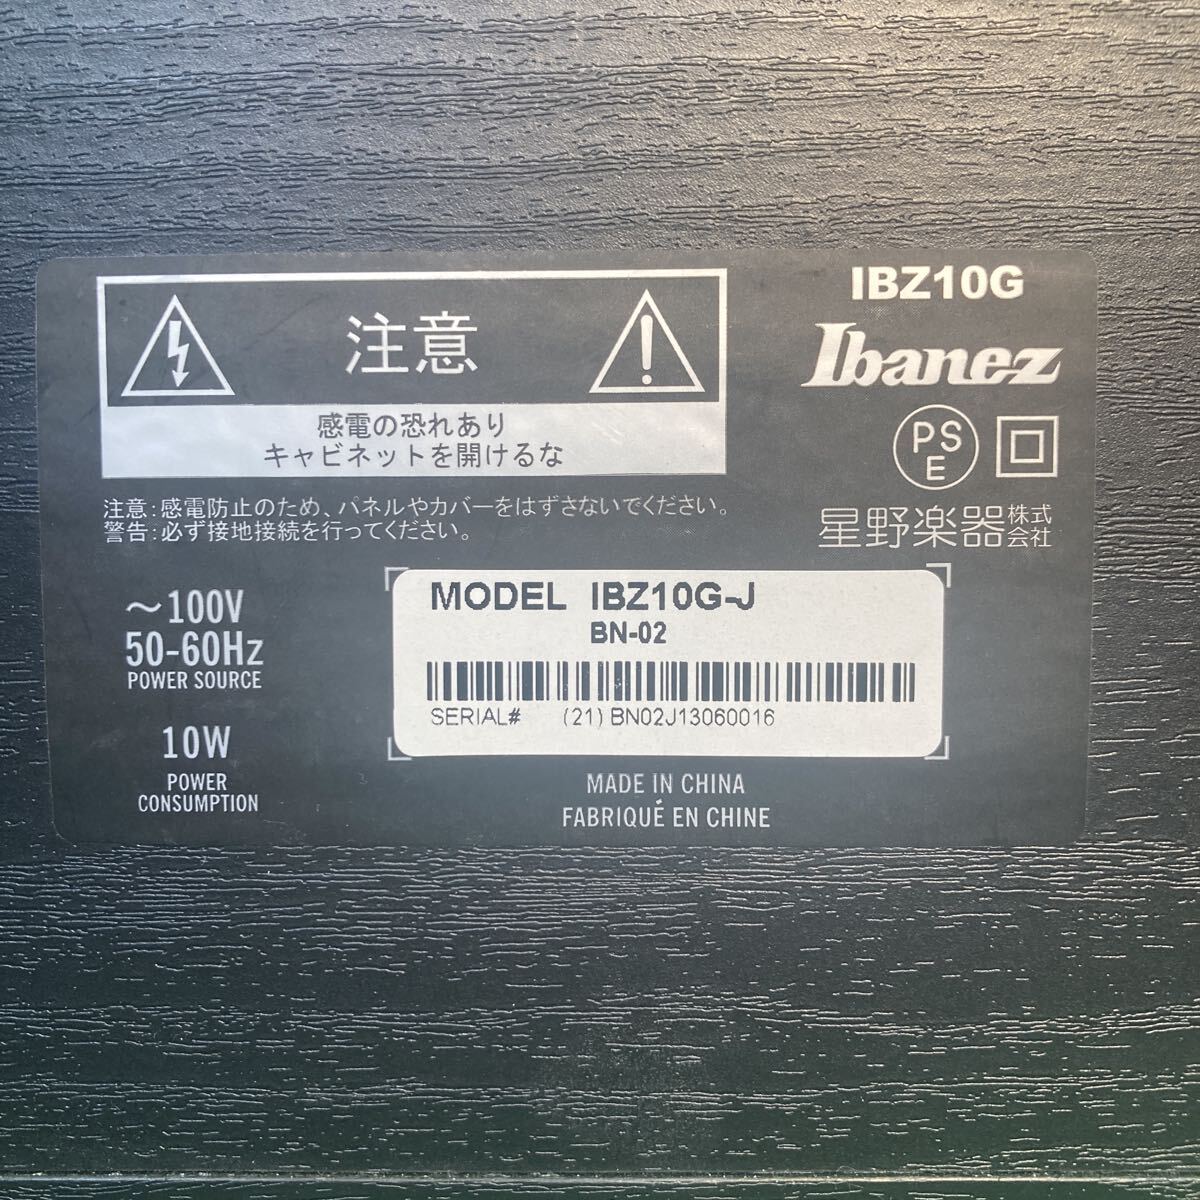 IBZ10G
Ibanez
注意
感電の恐れあり
キャビネットを開けるな
PS
E
注意:感電防止のため、パネルやカバーをはずさないでください。
警告:必ず接地接続を行ってください。
星野楽器株式会社
~100V
50-60Hz
POWER SOURCE
10W
POWER
CONSUMPTION
MODEL IBZ10G-J
BN-02
SERIAL# (21) BN02J13060016
MADE IN CHINA
FABRIQUÉ EN CHINE